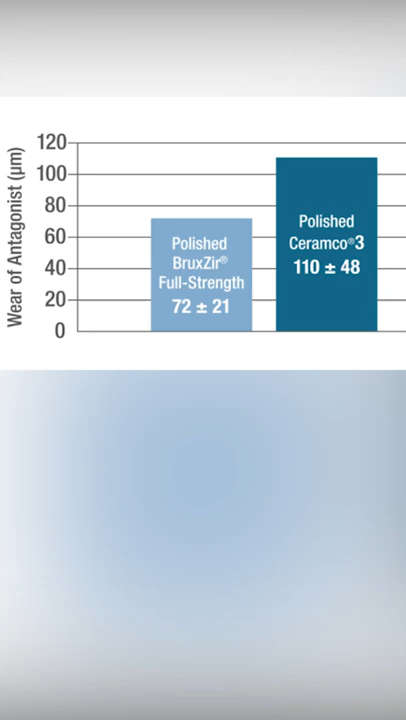 Wear of Antagonist (μm)
120
100
80
60
40
20
0
Polished
BruxZir®
Full-Strength
72 ± 21
Polished
Ceramco®3
110 ± 48